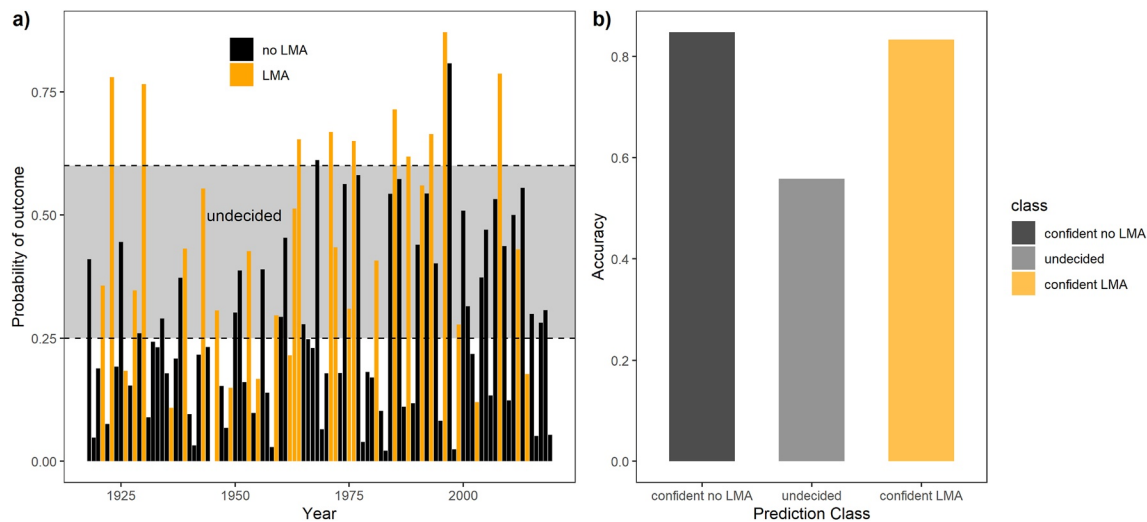 a)
no LMA
LMA
undecided
0.75
0.50
0.25
0.00
Probability of outcome
1925
1950
1975
2000
Year
b)
0.8
0.6
0.4
0.2
0.0
Accuracy
confident no LMA
undecided
confident LMA
Prediction Class
class
confident no LMA
undecided
confident LMA